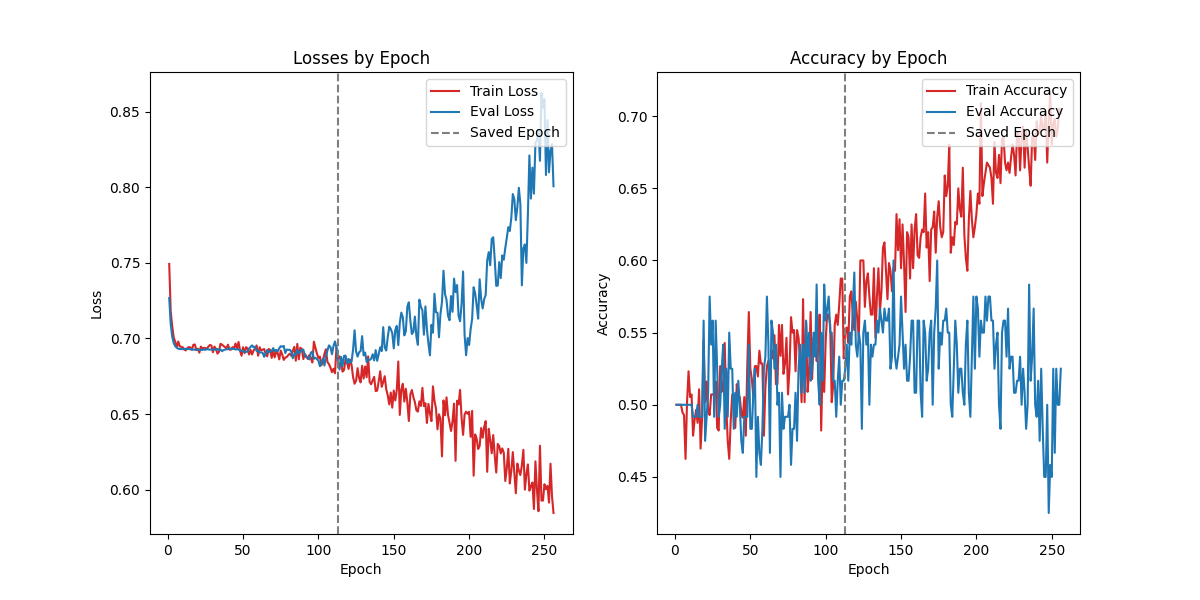 Losses by Epoch
Loss
0.85
0.80
0.75
0.70
0.65
0.60
0 50 100 150 200 250
Epoch
Train Loss
Eval Loss
Saved Epoch
Accuracy by Epoch
Accuracy
0.70
0.65
0.60
0.55
0.50
0.45
0 50 100 150 200 250
Epoch
Train Accuracy
Eval Accuracy
Saved Epoch